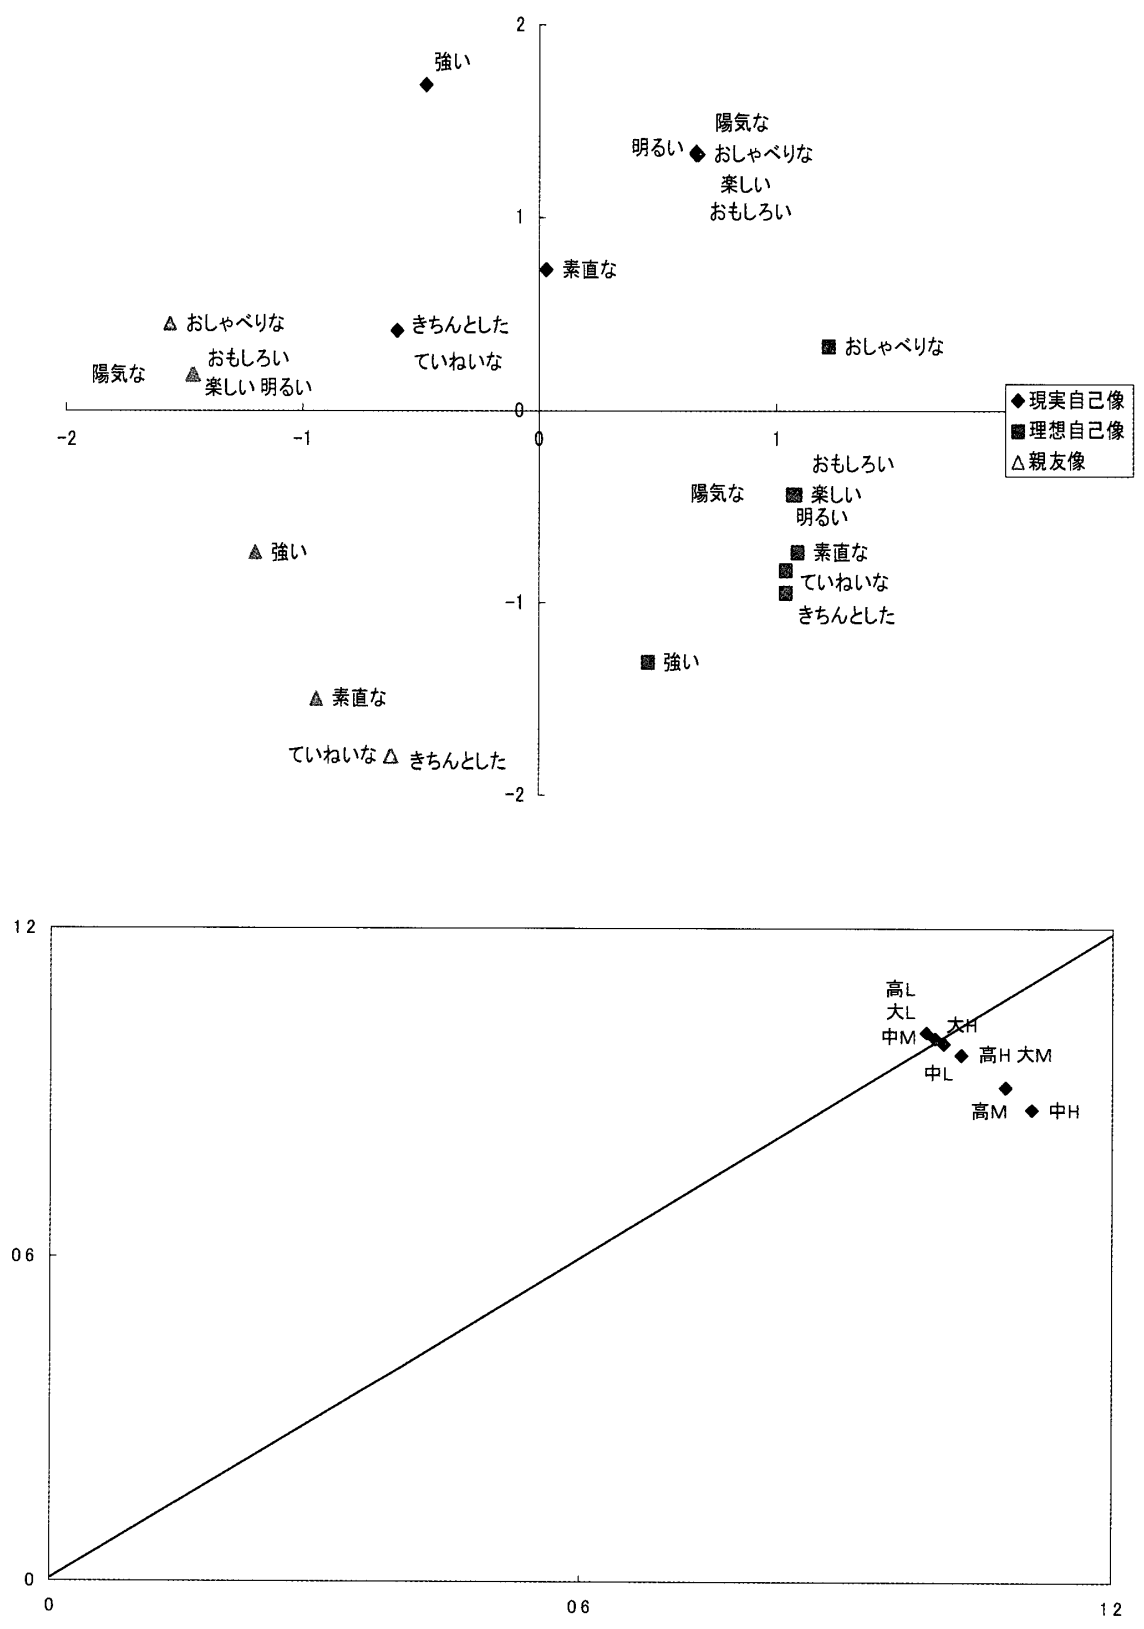 2
強い
陽気な
明るい
おしゃべりな
楽しい
おもしろい
1
素直な
おしゃべりな
きちんとした
ていねいな
おしゃべりな
陽気な
おもしろい
楽しい 明るい
0
-2
-1
0
1
◆現実自己像
■理想自己像
△親友像
おもしろい
陽気な
楽しい
明るい
強い
素直な
ていねいな
-1
きちんとした
強い
素直な
ていねいな
きちんとした
-2
12
高L
大L
大H
中M
高H 大M
中L
高M
中H
06
0
0
06
12